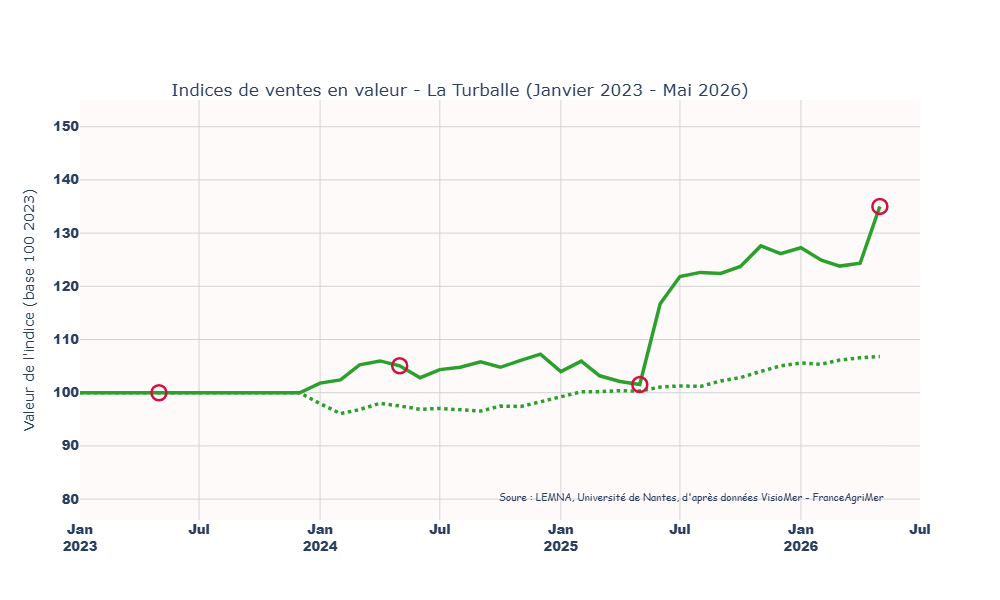 Indices de ventes en valeur - La Turballe (Janvier 2023 - Mai 2026)
Valeur de l'indice (base 100 2023)
150
140
130
120
110
100
90
80
Soure : LEMNA, Université de Nantes, d'après données VisioMer - FranceAgriMer
Jan Jul Jan Jul Jan Jul Jan Jul
2023 2024 2025 2026